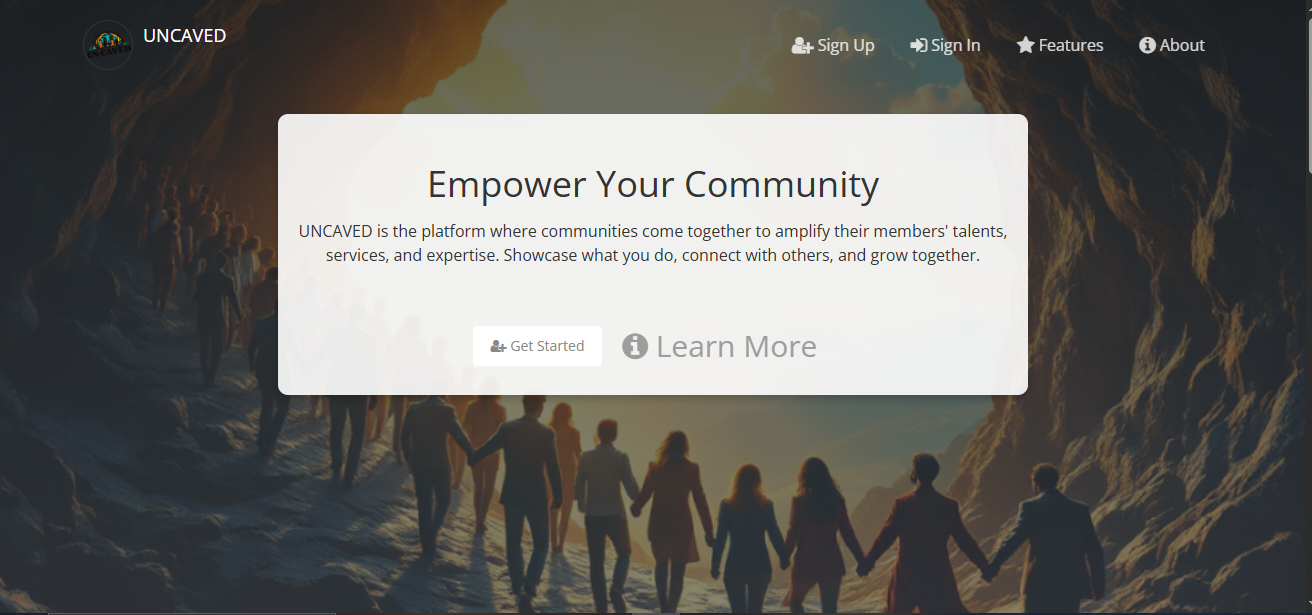 UNCAVED
UNCAVED
Sign Up
Sign In
Features
About
Empower Your Community
UNCAVED is the platform where communities come together to amplify their members' talents,
services, and expertise. Showcase what you do, connect with others, and grow together.
Get Started
Learn More